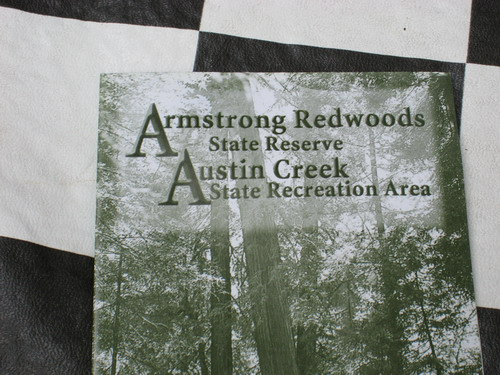 Armstrong Redwoods
State Reserve
Austin Creek
State Recreation Area